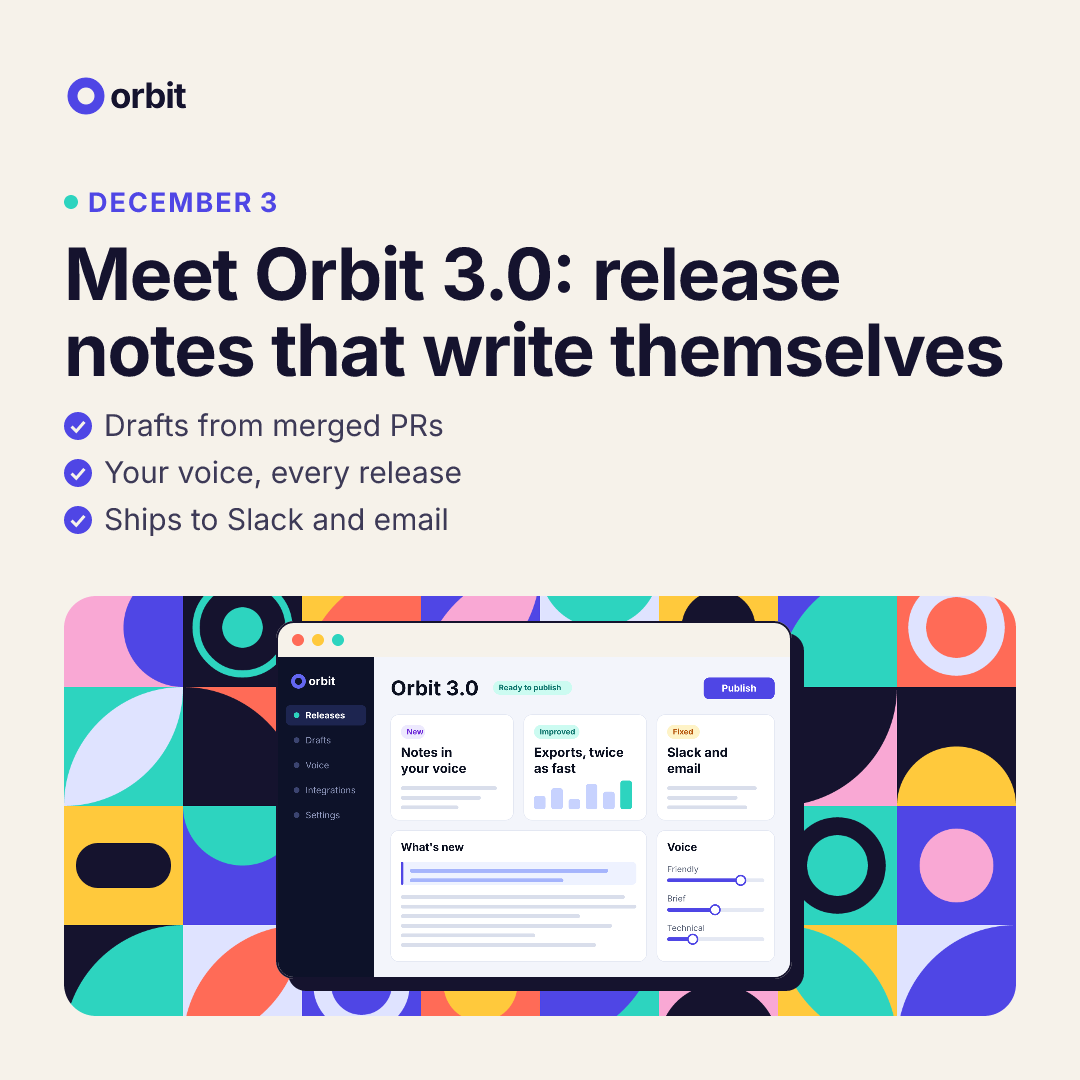 orbit
DECEMBER 3
Meet Orbit 3.0: release
notes that write themselves
Drafts from merged PRs
Your voice, every release
Ships to Slack and email
orbit
Releases
Drafts
Voice
Integrations
Settings
Orbit 3.0
Ready to publish
Publish
New
Notes in
your voice
Improved
Exports, twice
as fast
Fixed
Slack and
email
What's new
Voice
Friendly
Brief
Technical